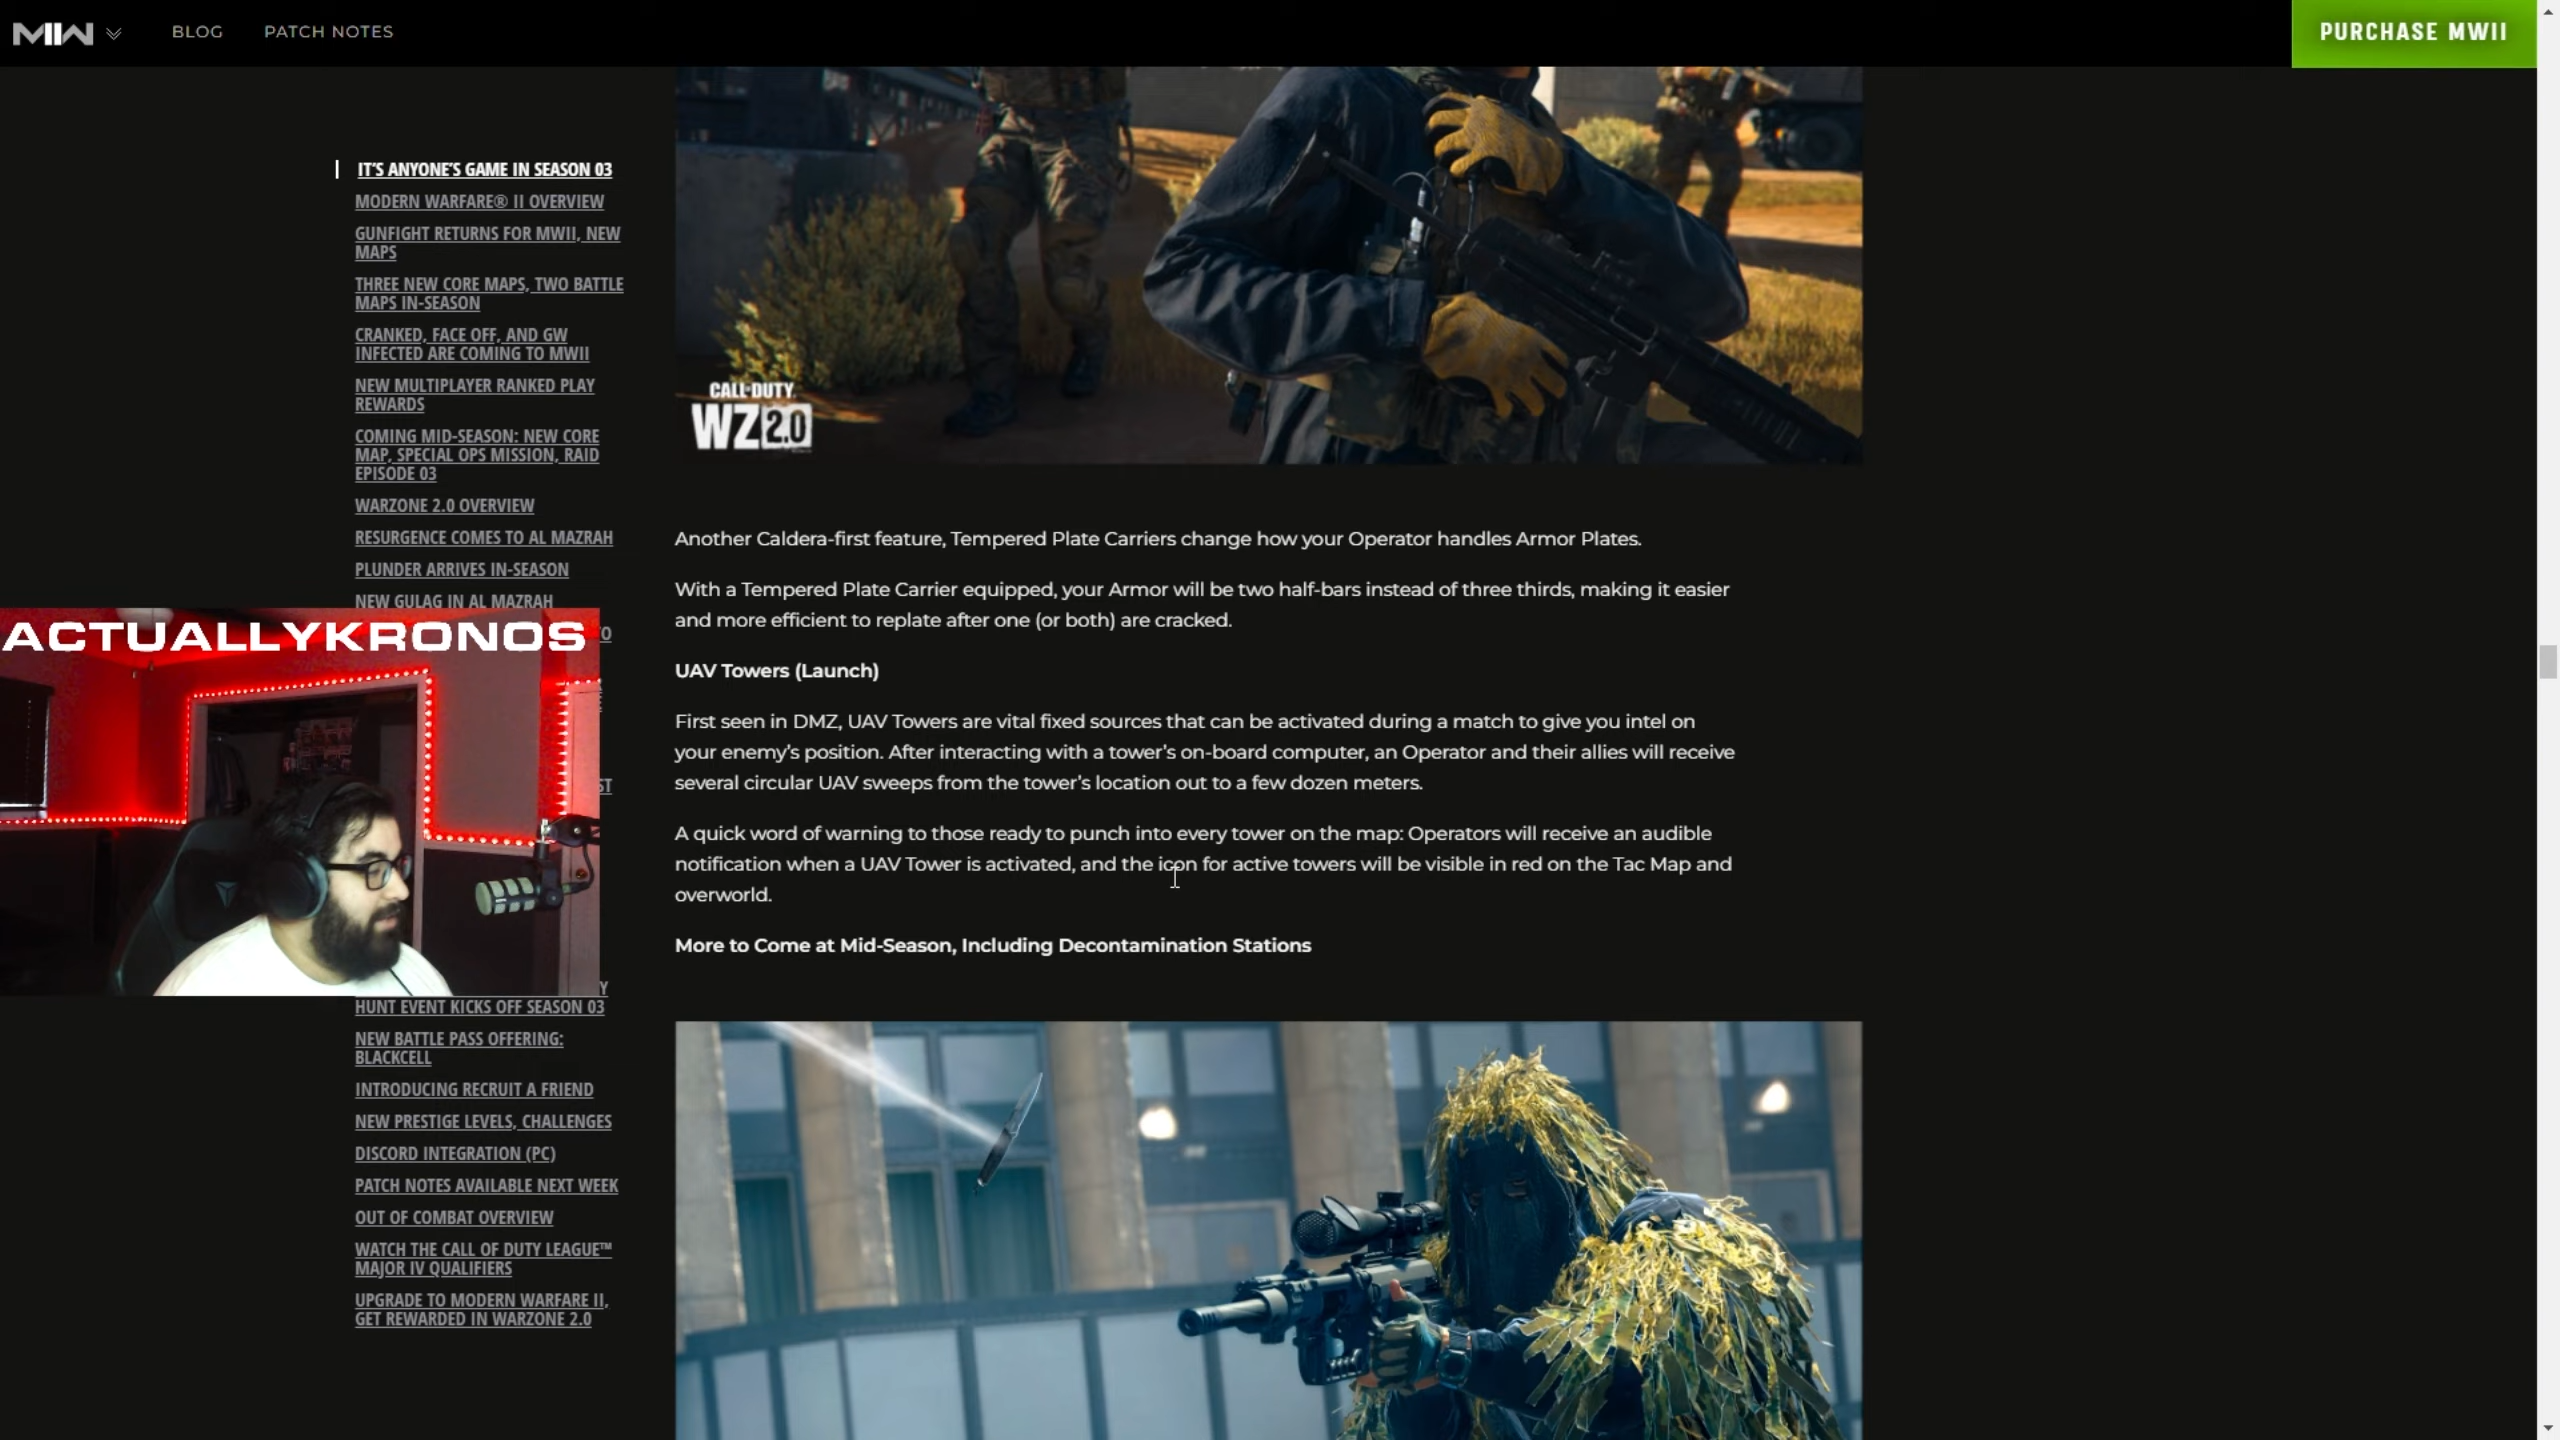 MWII
BLOG
PATCH NOTES
PURCHASE MWII
IT'S ANYONE'S GAME IN SEASON 03
MODERN WARFARE® II OVERVIEW
GUNFIGHT RETURNS FOR MWII, NEW
MAPS
THREE NEW CORE MAPS, TWO BATTLE
MAPS IN-SEASON
CRANKED, FACE OFF, AND GW
INFECTED ARE COMING TO MWII
NEW MULTIPLAYER RANKED PLAY
REWARDS
COMING MID-SEASON: NEW CORE
MAP, SPECIAL OPS MISSION, RAID
EPISODE 03
WARZONE 2.0 OVERVIEW
RESURGENCE COMES TO AL MAZRAH
PLUNDER ARRIVES IN-SEASON
NEW GULAG IN AL MAZRAH
ACTUALLYKRONOS
HUNT EVENT KICKS OFF SEASON 03
NEW BATTLE PASS OFFERING:
BLACKCELL
INTRODUCING RECRUIT A FRIEND
NEW PRESTIGE LEVELS, CHALLENGES
DISCORD INTEGRATION (PC)
PATCH NOTES AVAILABLE NEXT WEEK
OUT OF COMBAT OVERVIEW
WATCH THE CALL OF DUTY LEAGUE™
MAJOR IV QUALIFIERS
UPGRADE TO MODERN WARFARE II,
GET REWARDED IN WARZONE 2.0
CALL OF DUTY
WZ 2.0
Another Caldera-first feature, Tempered Plate Carriers change how your Operator handles Armor Plates.
With a Tempered Plate Carrier equipped, your Armor will be two half-bars instead of three thirds, making it easier
and more efficient to replate after one (or both) are cracked.
UAV Towers (Launch)
First seen in DMZ, UAV Towers are vital fixed sources that can be activated during a match to give you intel on
your enemy's position. After interacting with a tower's on-board computer, an Operator and their allies will receive
several circular UAV sweeps from the tower's location out to a few dozen meters.
A quick word of warning to those ready to punch into every tower on the map: Operators will receive an audible
notification when a UAV Tower is activated, and the icon for active towers will be visible in red on the Tac Map and
overworld.
More to Come at Mid-Season, Including Decontamination Stations